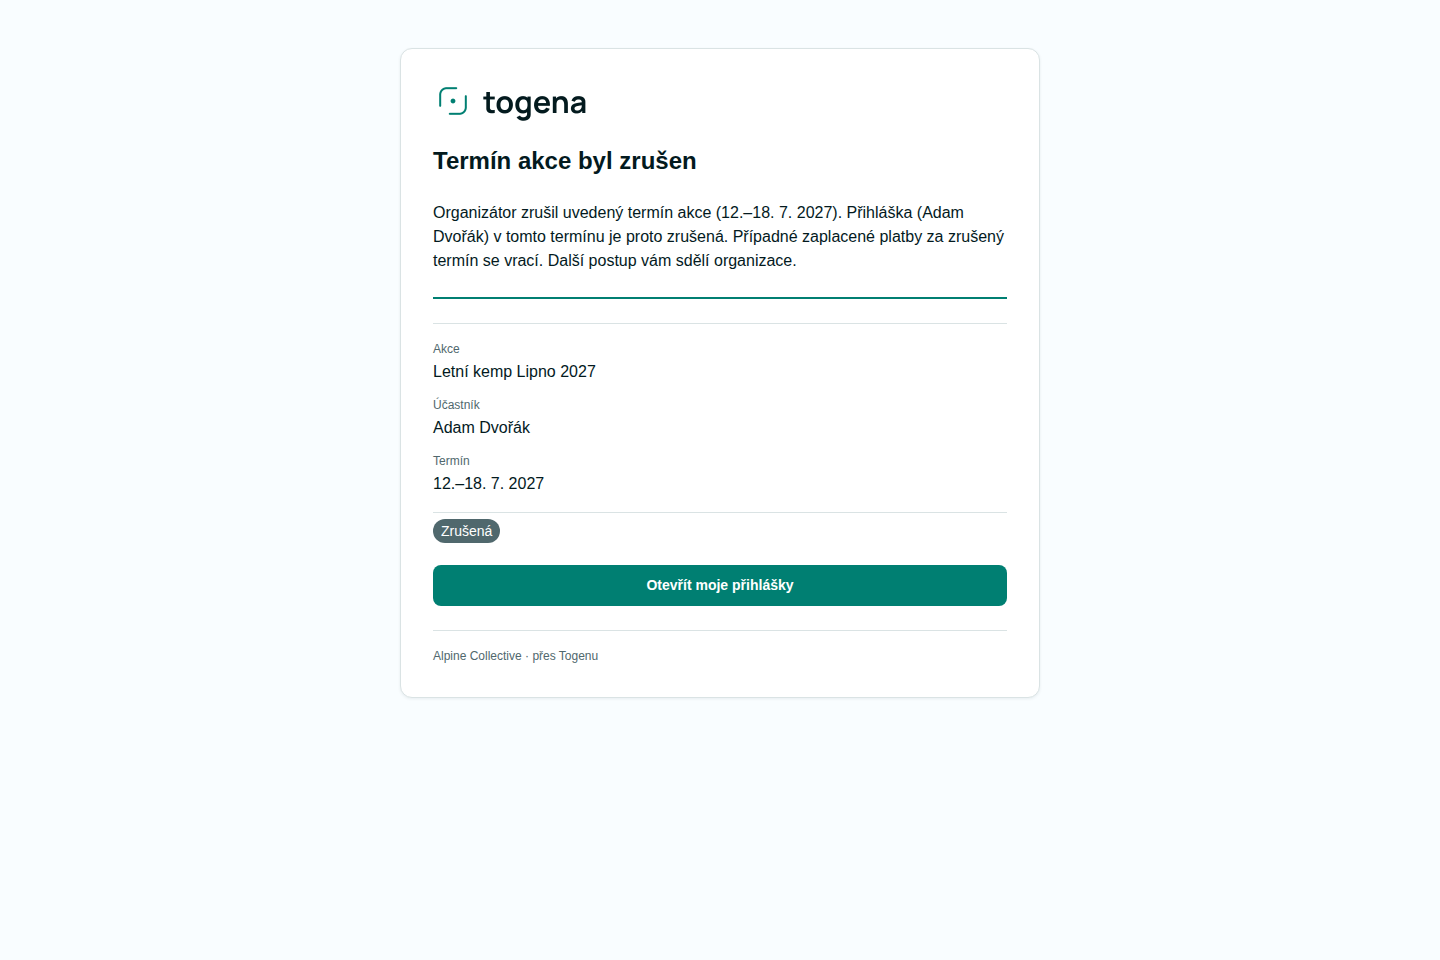 togena
Termín akce byl zrušen
Organizátor zrušil uvedený termín akce (12.–18. 7. 2027). Přihláška (Adam
Dvořák) v tomto termínu je proto zrušená. Případné zaplacené platby za zrušený
termín se vrací. Další postup vám sdělí organizace.
Akce
Letní kemp Lipno 2027
Účastník
Adam Dvořák
Termín
12.–18. 7. 2027
Zrušená
Otevřít moje přihlášky
Alpine Collective · přes Togenu